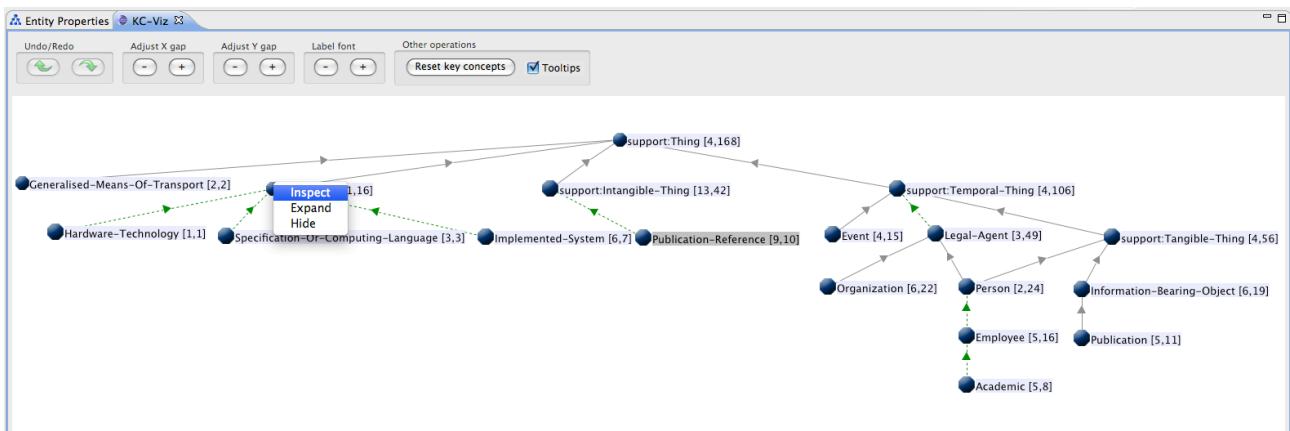 Entity Properties KC-Viz
Undo/Redo Adjust X gap Adjust Y gap Label font Other operations
- + - + - + Reset key concepts Tooltips
support:Thing [4,168]
Generalised-Means-Of-Transport [2,2] Inspect 1,16] support:Intangible-Thing [13,42] support:Temporal-Thing [4,106]
Expand
Hide
Hardware-Technology [1,1] Specification-Of-Computing-Language [3,3] Implemented-System [6,7] Publication-Reference [9,10] Event [4,15] Legal-Agent [3,49] support:Tangible-Thing [4,56]
Organization [6,22] Person [2,24] Information-Bearing-Object [6,19]
Employee [5,16] Publication [5,11]
Academic [5,8]